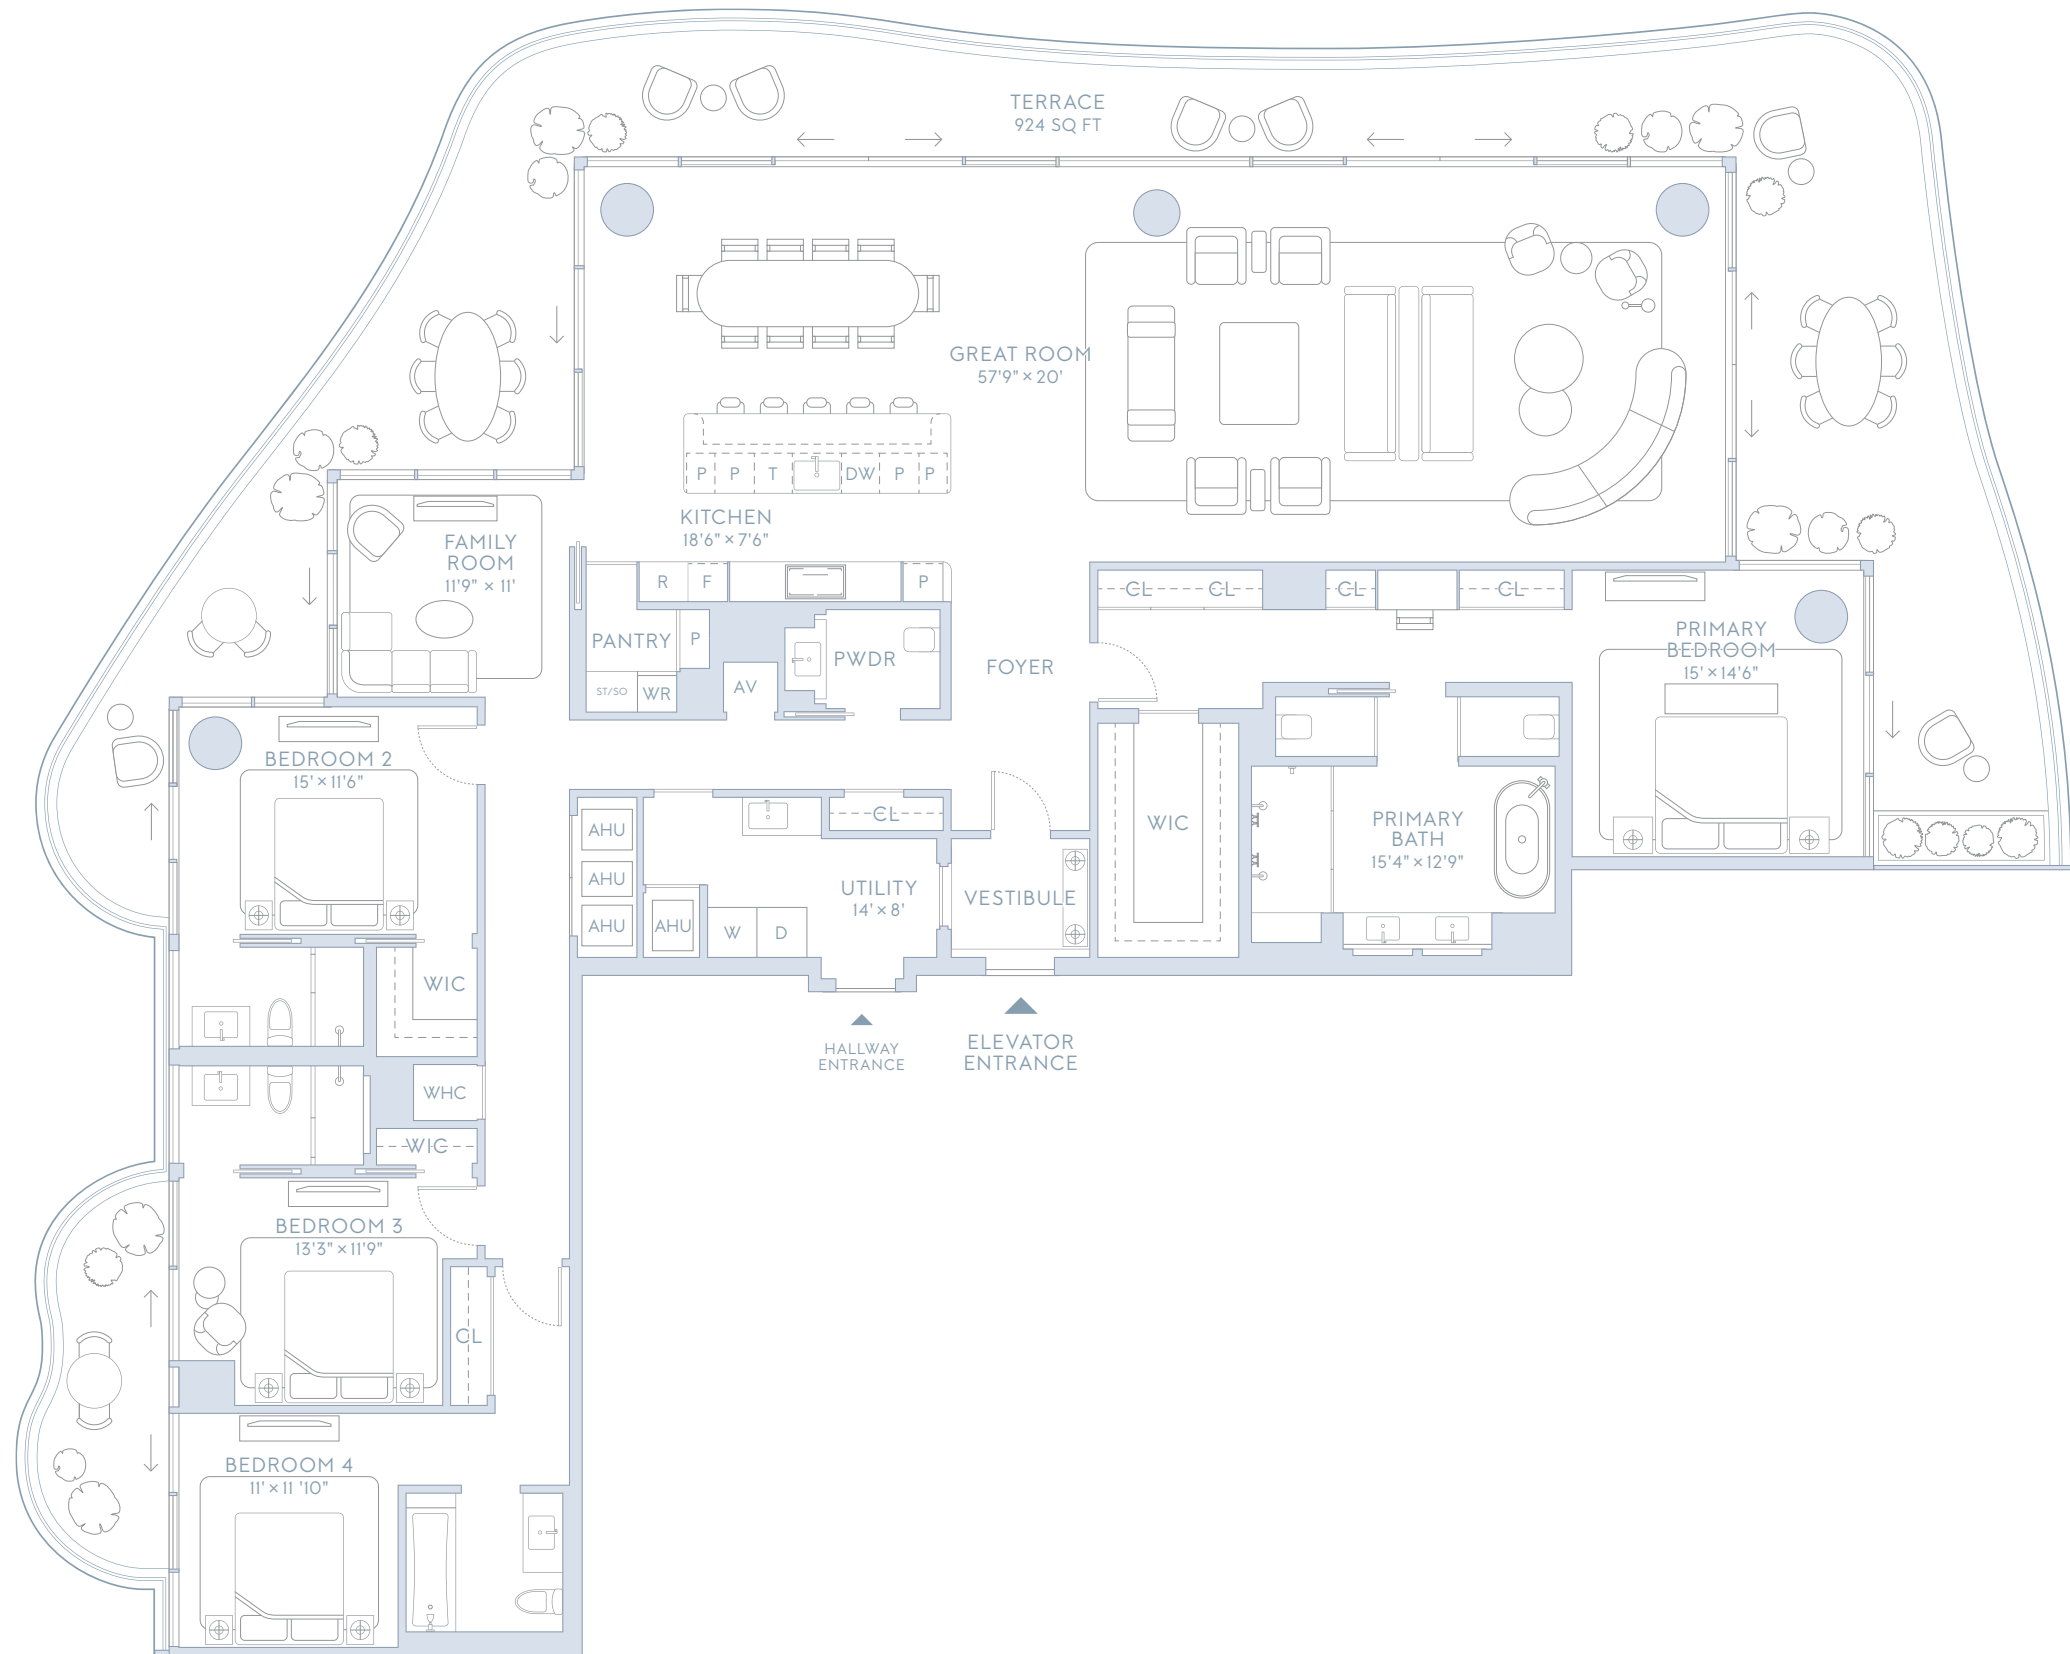 TERRACE
924 SQ FT
GREAT ROOM
57'9" × 20'
P P T DW P P
KITCHEN
18'6" × 7'6"
FAMILY
ROOM
11'9" × 11'
R F P
CL CL CL CL
PANTRY P
ST/SO WR
AV
PWDR
FOYER
PRIMARY
BEDROOM
15' × 14'6"
BEDROOM 2
15' × 11'6"
AHU
AHU
AHU
AHU
W D
CL
UTILITY
14' × 8'
VESTIBULE
WIC
PRIMARY
BATH
15'4" × 12'9"
WIC
HALLWAY
ENTRANCE
ELEVATOR
ENTRANCE
WHC
WIC
BEDROOM 3
13'3" × 11'9"
CL
BEDROOM 4
11' × 11 '10"